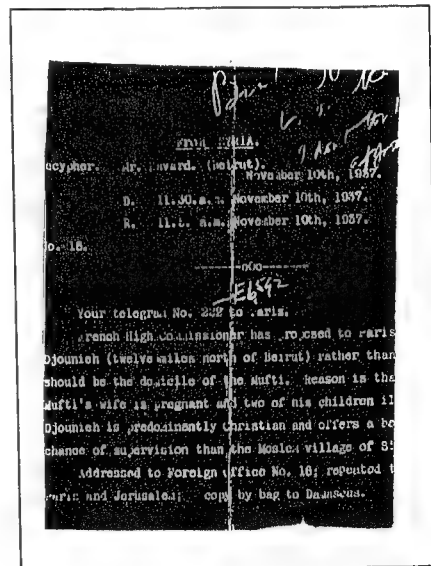 FROM SYRIA.
Decypher. Mr. Havard. (Beirut).
November 10th, 1937.
D. 11.30.a.m. November 10th, 1937.
R. 11. a.m. November 10th, 1937.
No. 18.
-------o0o-------
E6592
Your telegram No. 232 to Paris.
French High Commissioner has proposed to Paris
Djounieh (twelve miles north of Beirut) rather than
should be the domicile of the Mufti. Reason is tha
Mufti's wife is pregnant and two of his children il
Djounieh is predominantly Christian and offers a be
chance of supervision than the Moslem village of
Addressed to Foreign Office No. 18; repeated t
Paris and Jerusalem; copy by bag to Damascus.